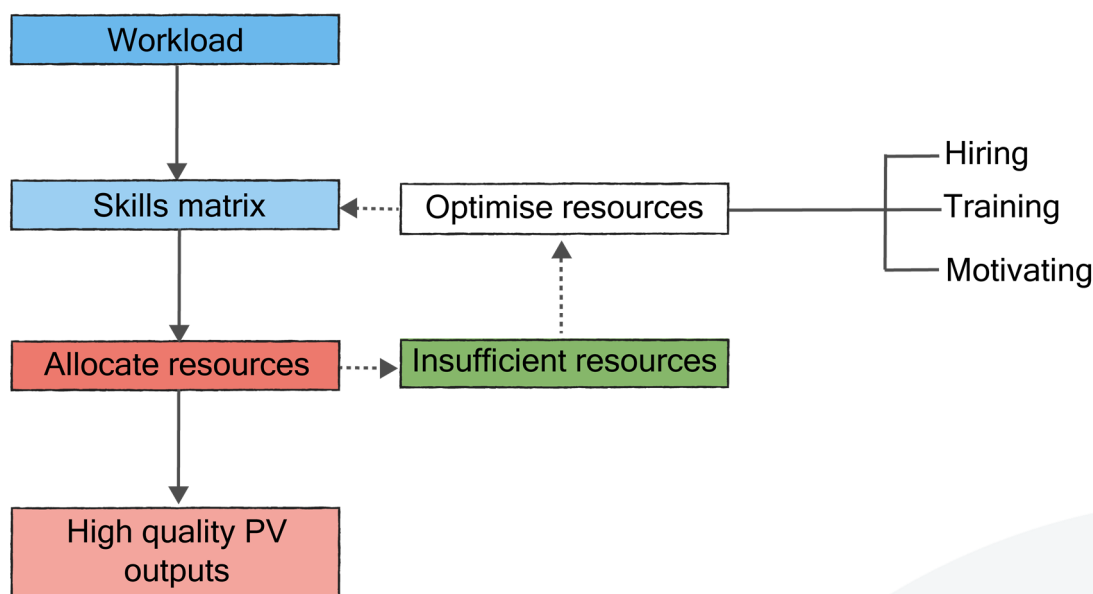 Workload
Skills matrix
Optimise resources
Hiring
Training
Motivating
Allocate resources
Insufficient resources
High quality PV
outputs